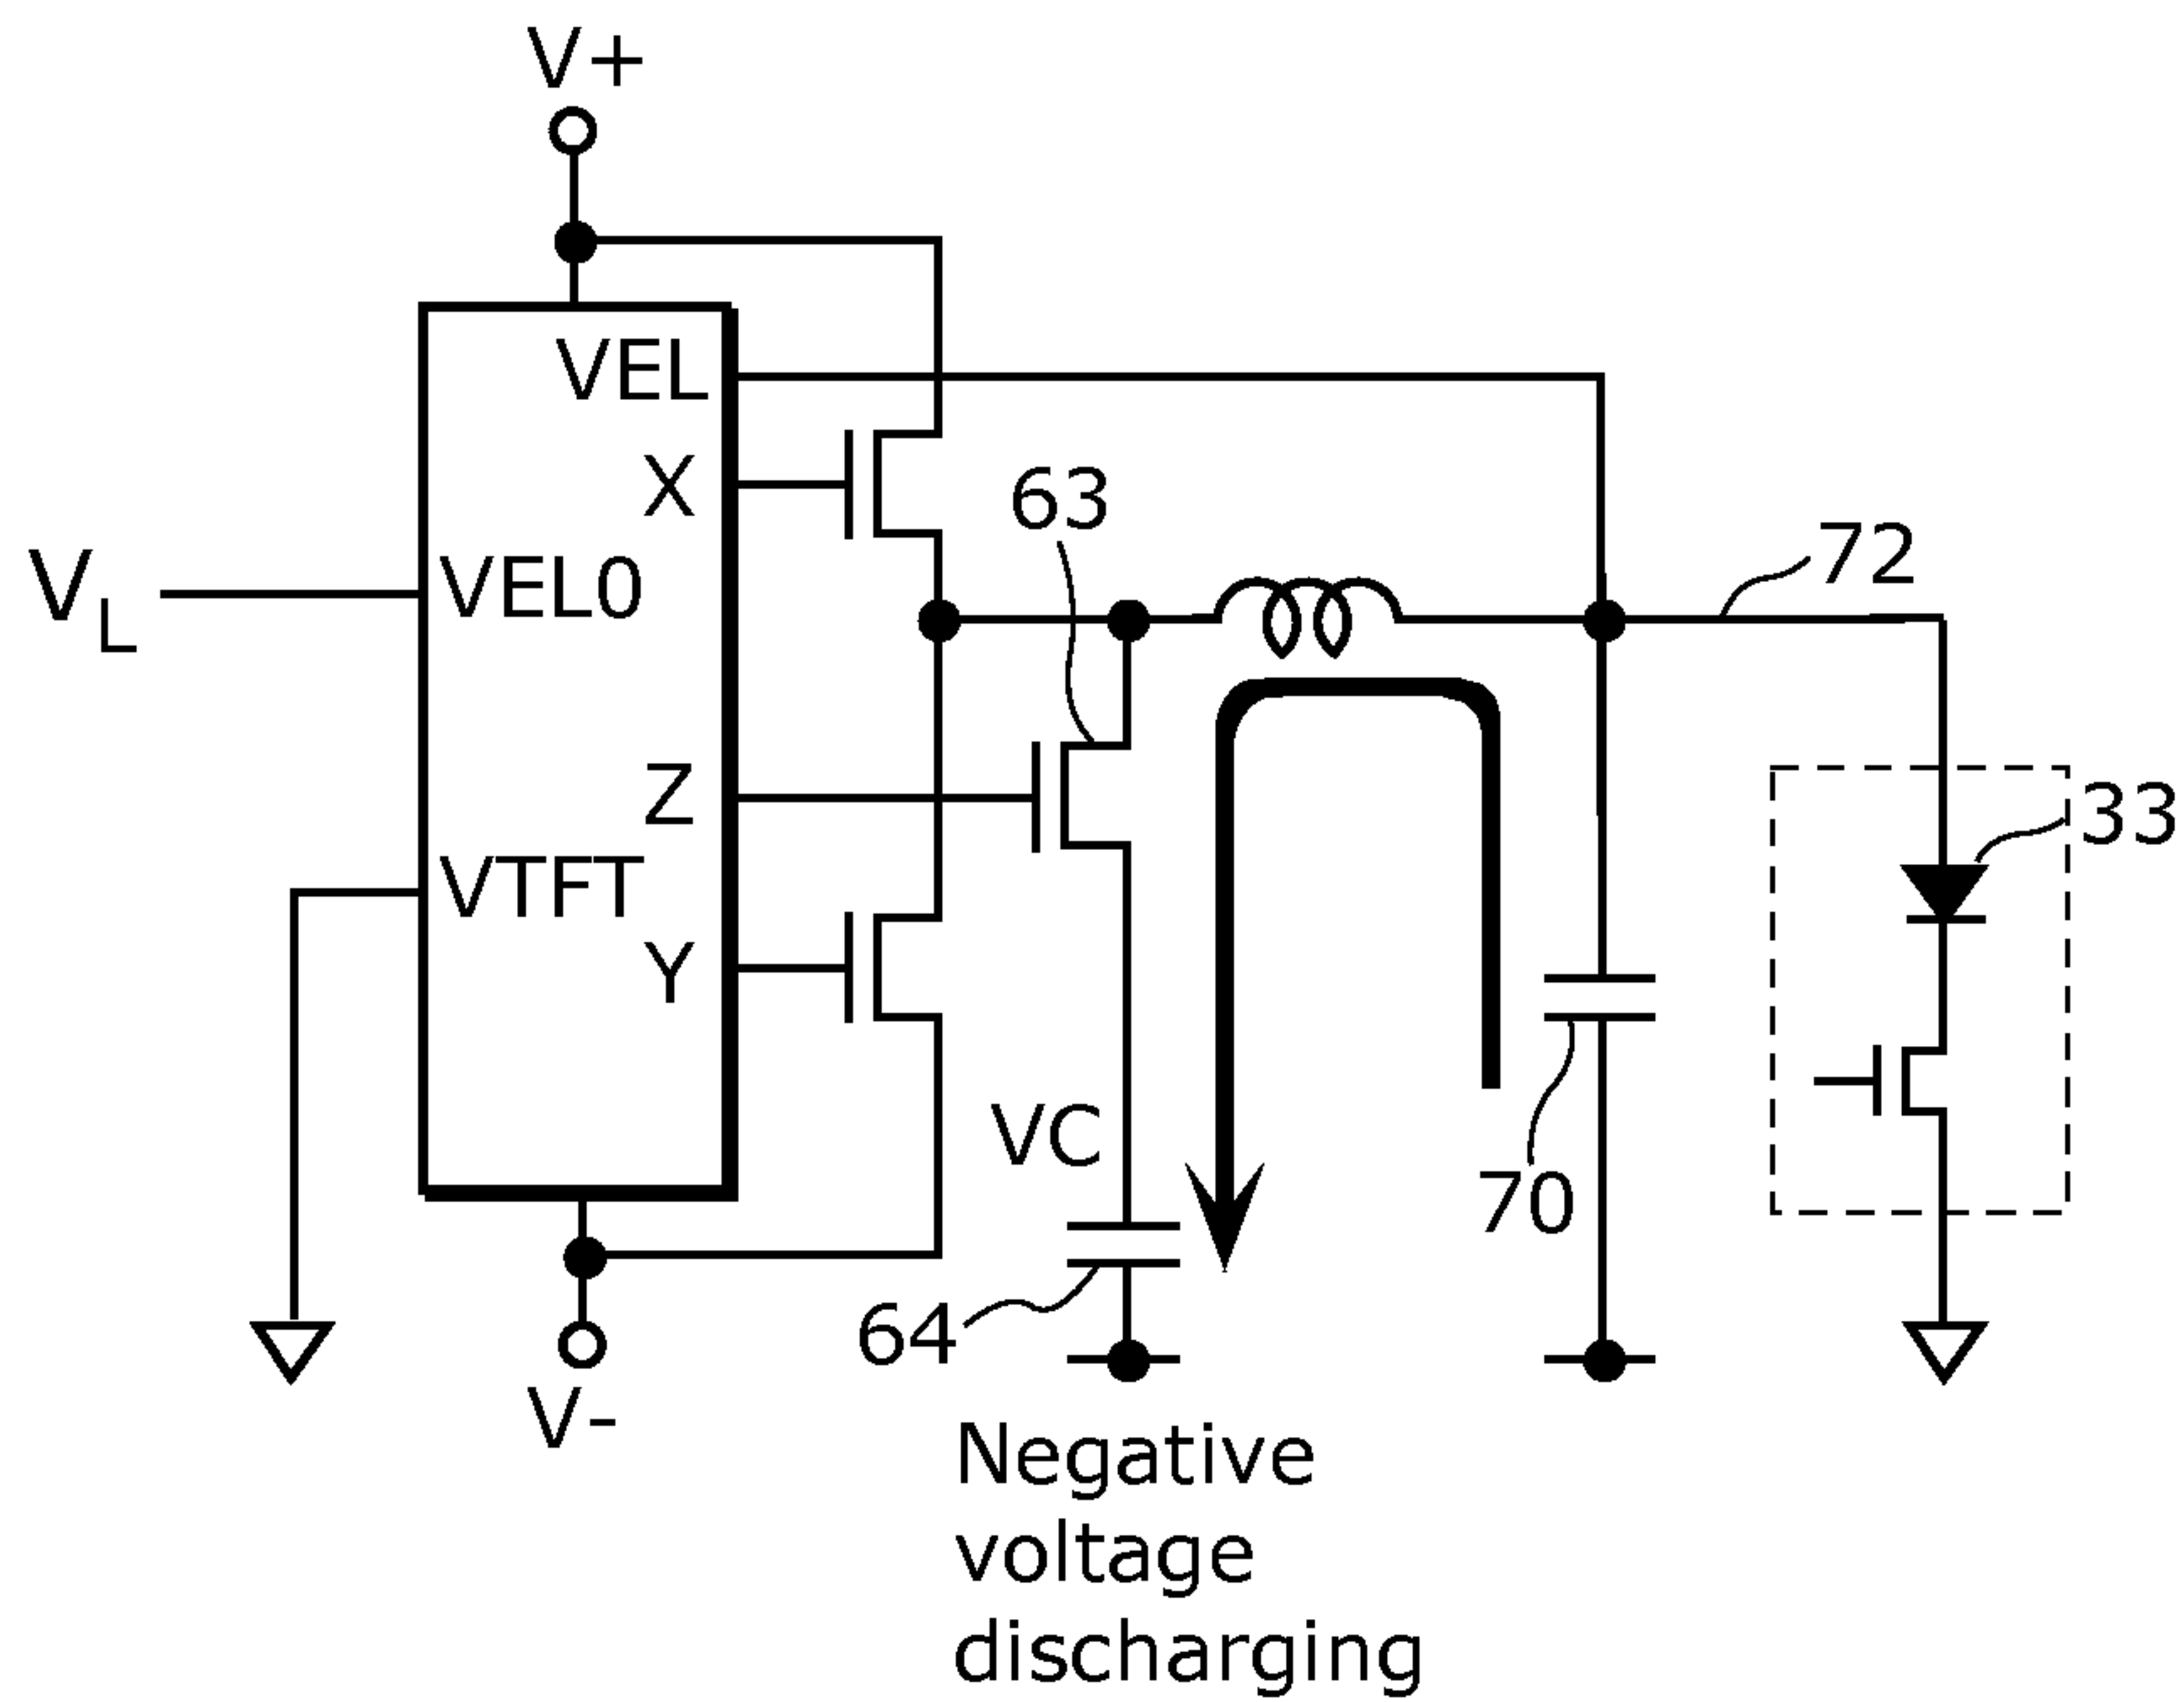 V+
VEL
X
63
VL
VEL0
72
Z
33
VTFT
Y
VC
70
64
V-
Negative
voltage
discharging